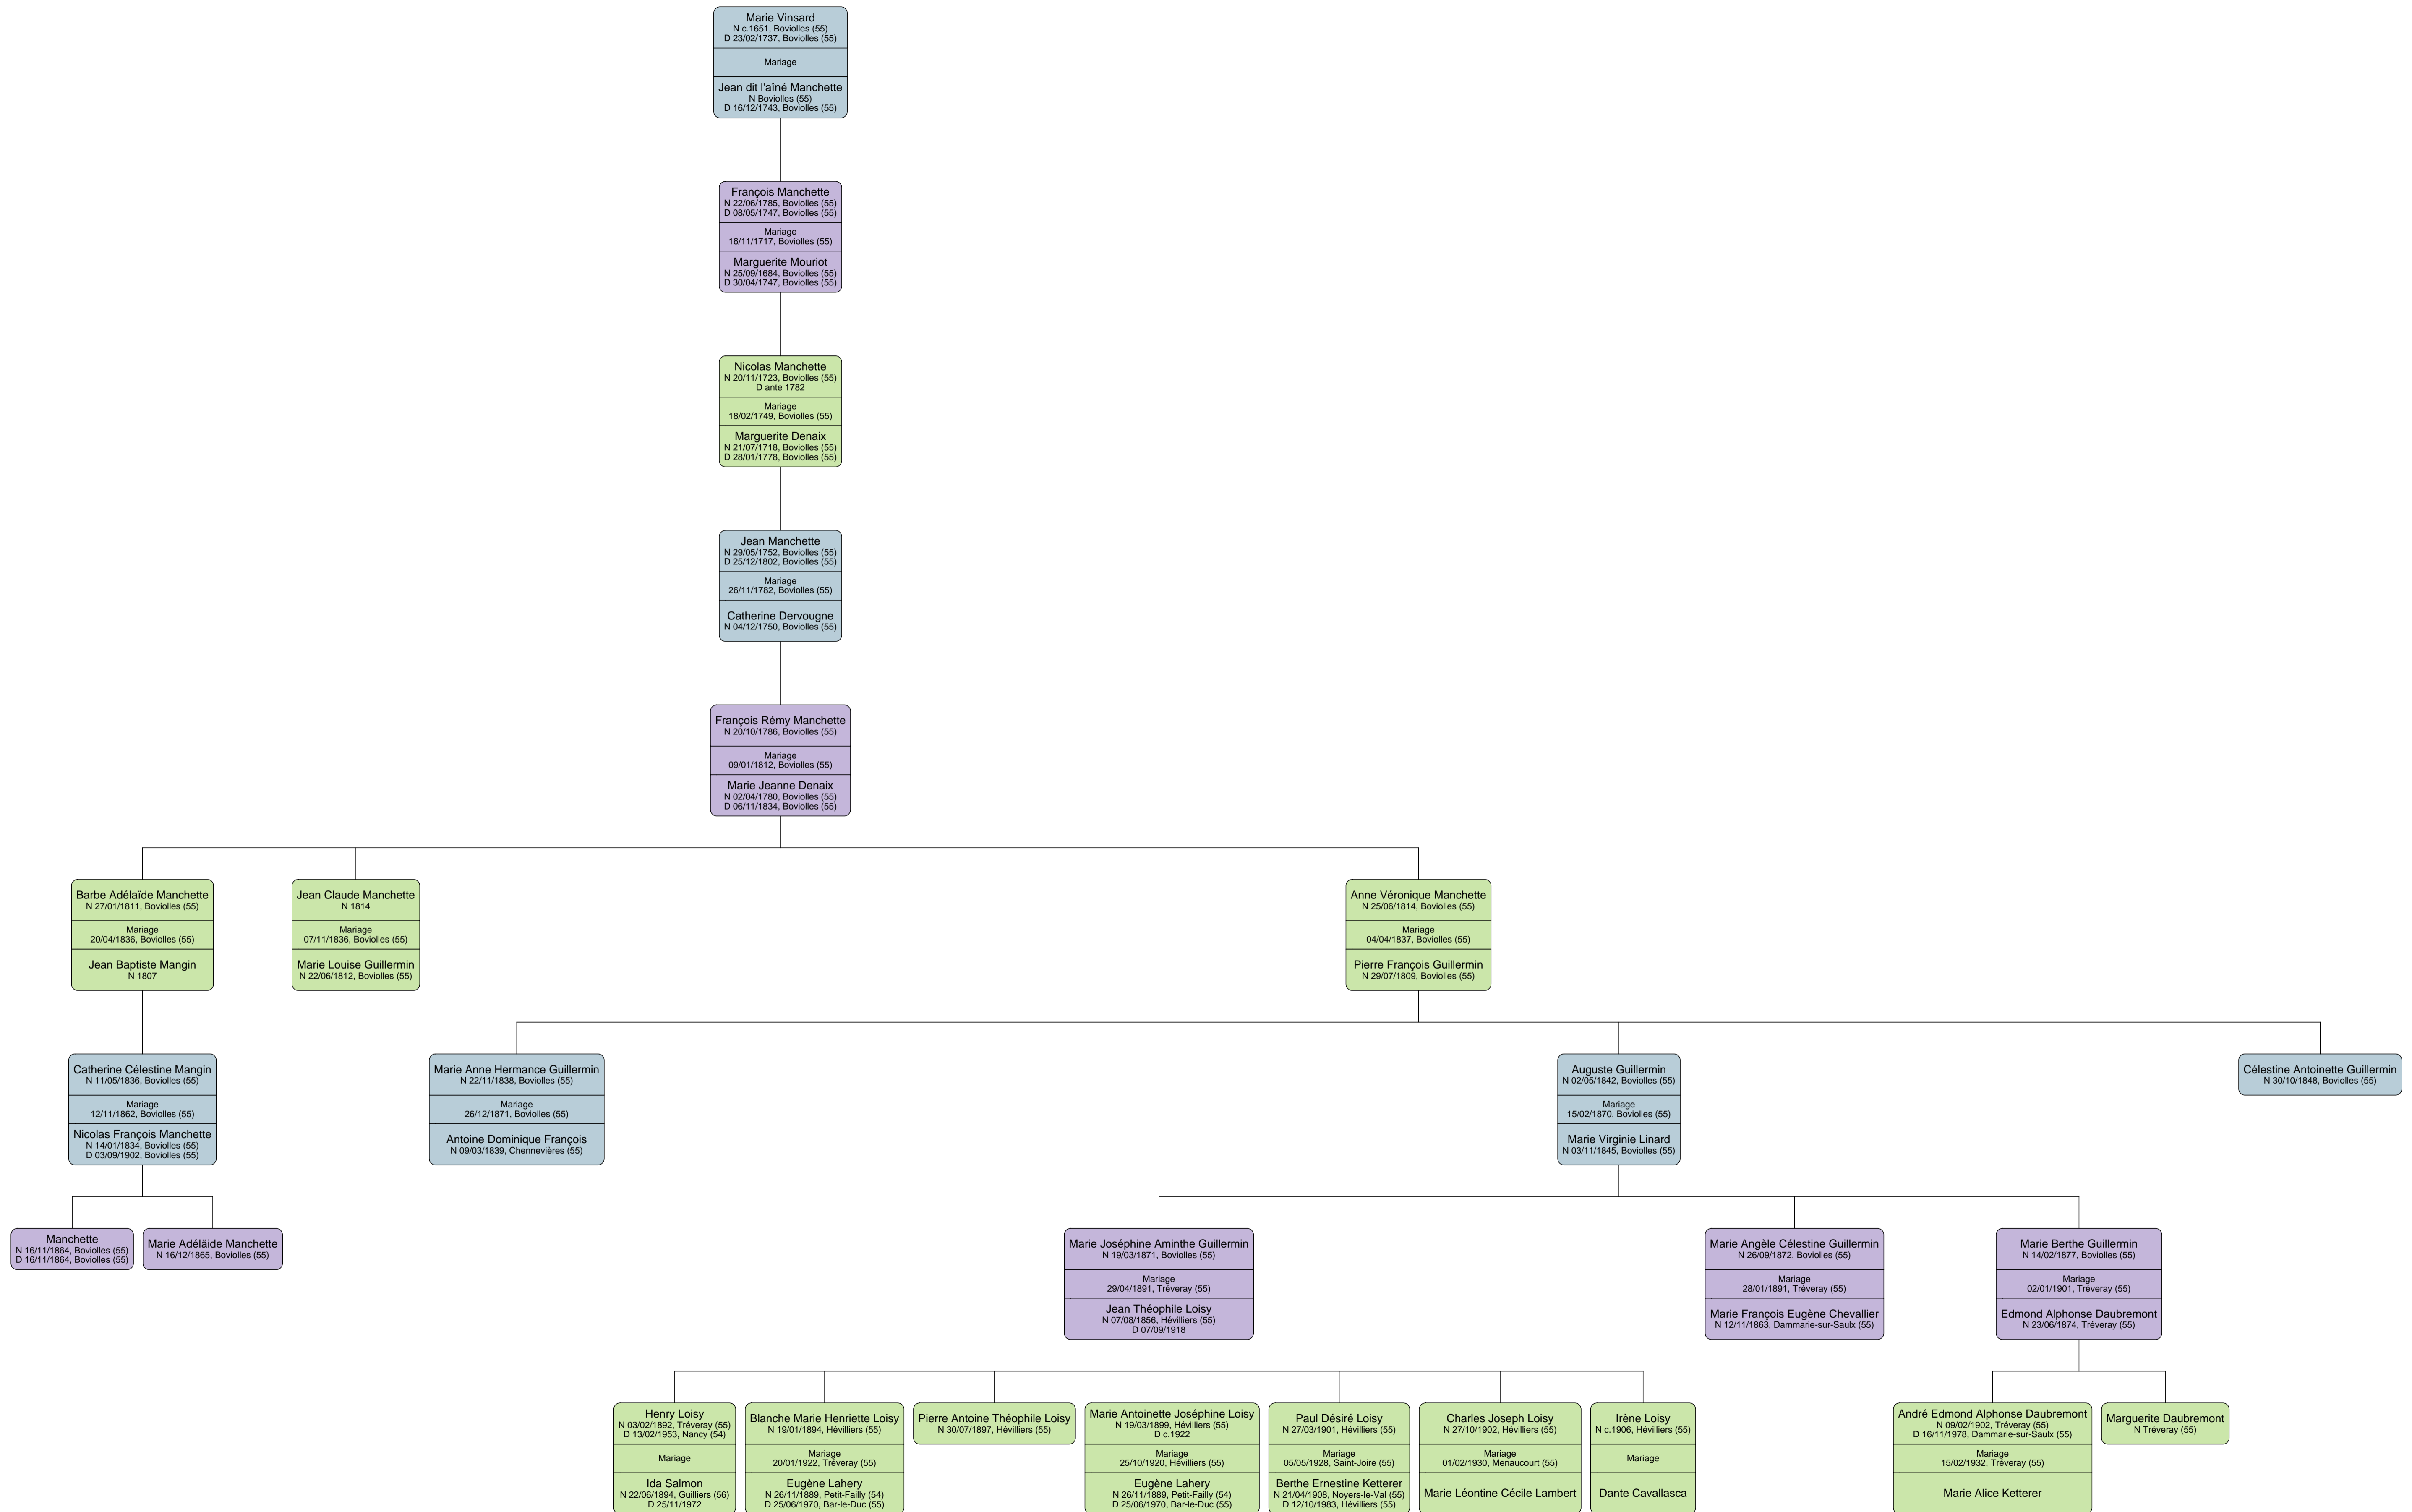 Marie Vinsard
N c.1651, Boviolles (55)
D 23/02/1737, Boviolles (55)
Mariage
Jean dit l'aîné Manchette
N Boviolles (55)
D 16/12/1743, Boviolles (55)
François Manchette
N 22/06/1785, Boviolles (55)
D 08/05/1747, Boviolles (55)
Mariage
16/11/1717, Boviolles (55)
Marguerite Mouriot
N 25/09/1684, Boviolles (55)
D 30/04/1747, Boviolles (55)
Nicolas Manchette
N 20/11/1723, Boviolles (55)
D ante 1782
Mariage
18/02/1749, Boviolles (55)
Marguerite Denaix
N 21/07/1718, Boviolles (55)
D 28/01/1778, Boviolles (55)
Jean Manchette
N 29/05/1752, Boviolles (55)
D 25/12/1802, Boviolles (55)
Mariage
26/11/1782, Boviolles (55)
Catherine Dervougne
N 04/12/1750, Boviolles (55)
François Rémy Manchette
N 20/10/1786, Boviolles (55)
Mariage
09/01/1812, Boviolles (55)
Marie Jeanne Denaix
N 02/04/1780, Boviolles (55)
D 06/11/1834, Boviolles (55)
Barbe Adélaïde Manchette
N 27/01/1811, Boviolles (55)
Mariage
20/04/1836, Boviolles (55)
Jean Baptiste Mangin
N 1807
Jean Claude Manchette
N 1814
Mariage
07/11/1836, Boviolles (55)
Marie Louise Guillermin
N 22/06/1812, Boviolles (55)
Anne Véronique Manchette
N 25/06/1814, Boviolles (55)
Mariage
04/04/1837, Boviolles (55)
Pierre François Guillermin
N 29/07/1809, Boviolles (55)
Catherine Célestine Mangin
N 11/05/1836, Boviolles (55)
Mariage
12/11/1862, Boviolles (55)
Nicolas François Manchette
N 14/01/1834, Boviolles (55)
D 03/09/1902, Boviolles (55)
Marie Anne Hermance Guillermin
N 22/11/1838, Boviolles (55)
Mariage
26/12/1871, Boviolles (55)
Antoine Dominique François
N 09/03/1839, Chennevières (55)
Auguste Guillermin
N 02/05/1842, Boviolles (55)
Mariage
15/02/1870, Boviolles (55)
Marie Virginie Linard
N 03/11/1845, Boviolles (55)
Célestine Antoinette Guillermin
N 30/10/1848, Boviolles (55)
Manchette
N 16/11/1864, Boviolles (55)
D 16/11/1864, Boviolles (55)
Marie Adéläide Manchette
N 16/12/1865, Boviolles (55)
Marie Joséphine Aminthe Guillermin
N 19/03/1871, Boviolles (55)
Mariage
29/04/1891, Tréveray (55)
Jean Théophile Loisy
N 07/08/1856, Hévilliers (55)
D 07/09/1918
Marie Angèle Célestine Guillermin
N 26/09/1872, Boviolles (55)
Mariage
28/01/1891, Tréveray (55)
Marie François Eugène Chevallier
N 12/11/1863, Dammarie-sur-Saulx (55)
Marie Berthe Guillermin
N 14/02/1877, Boviolles (55)
Mariage
02/01/1901, Tréveray (55)
Edmond Alphonse Daubremont
N 23/06/1874, Tréveray (55)
Henry Loisy
N 03/02/1892, Tréveray (55)
D 13/02/1953, Nancy (54)
Mariage
Ida Salmon
N 22/06/1894, Guilliers (56)
D 25/11/1972
Blanche Marie Henriette Loisy
N 19/01/1894, Hévilliers (55)
Mariage
20/01/1922, Tréveray (55)
Eugène Lahery
N 26/11/1889, Petit-Failly (54)
D 25/06/1970, Bar-le-Duc (55)
Pierre Antoine Théophile Loisy
N 30/07/1897, Hévilliers (55)
Marie Antoinette Joséphine Loisy
N 19/03/1899, Hévilliers (55)
D c.1922
Mariage
25/10/1920, Hévilliers (55)
Eugène Lahery
N 26/11/1889, Petit-Failly (54)
D 25/06/1970, Bar-le-Duc (55)
Paul Désiré Loisy
N 27/03/1901, Hévilliers (55)
Mariage
05/05/1928, Saint-Joire (55)
Berthe Ernestine Ketterer
N 21/04/1908, Noyers-le-Val (55)
D 12/10/1983, Hévilliers (55)
Charles Joseph Loisy
N 27/10/1902, Hévilliers (55)
Mariage
01/02/1930, Menaucourt (55)
Marie Léontine Cécile Lambert
Irène Loisy
N c.1906, Hévilliers (55)
Mariage
Dante Cavallasca
André Edmond Alphonse Daubremont
N 09/02/1902, Tréveray (55)
D 16/11/1978, Dammarie-sur-Saulx (55)
Mariage
15/02/1932, Tréveray (55)
Marie Alice Ketterer
Marguerite Daubremont
N Tréveray (55)